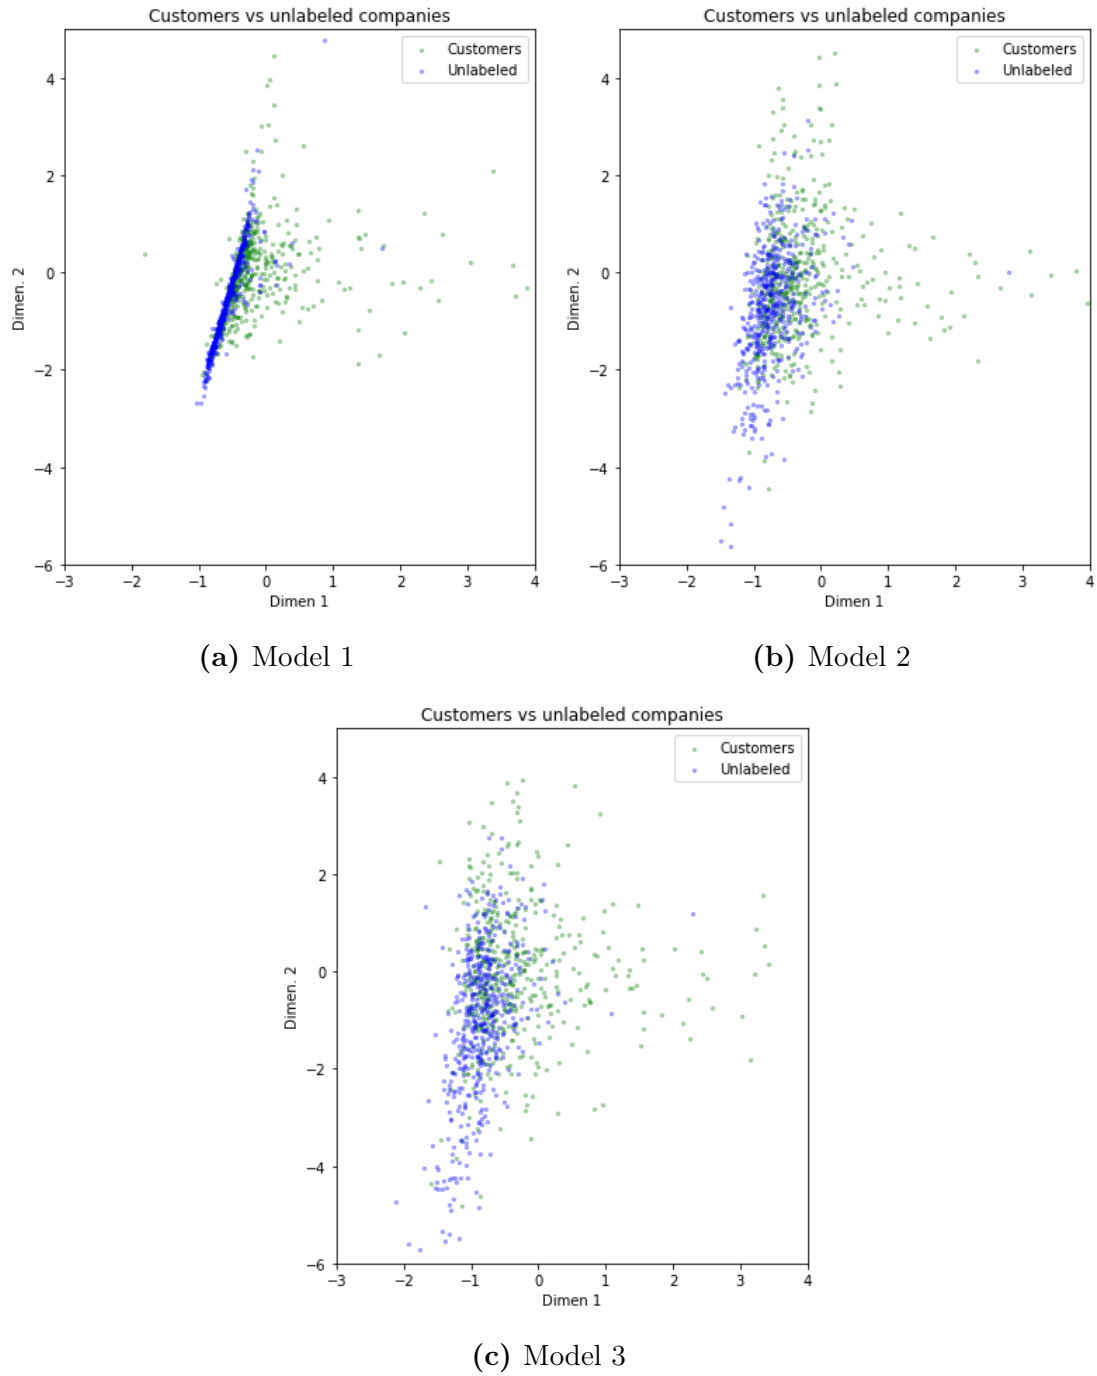 Customers vs unlabeled companies
Customers
Unlabeled
4
2
0
−2
−4
−6
Dimen. 2
−3 −2 −1 0 1 2 3 4
Dimen 1
(a) Model 1
Customers vs unlabeled companies
Customers
Unlabeled
4
2
0
−2
−4
−6
Dimen. 2
−3 −2 −1 0 1 2 3 4
Dimen 1
(b) Model 2
Customers vs unlabeled companies
Customers
Unlabeled
4
2
0
−2
−4
−6
Dimen. 2
−3 −2 −1 0 1 2 3 4
Dimen 1
(c) Model 3